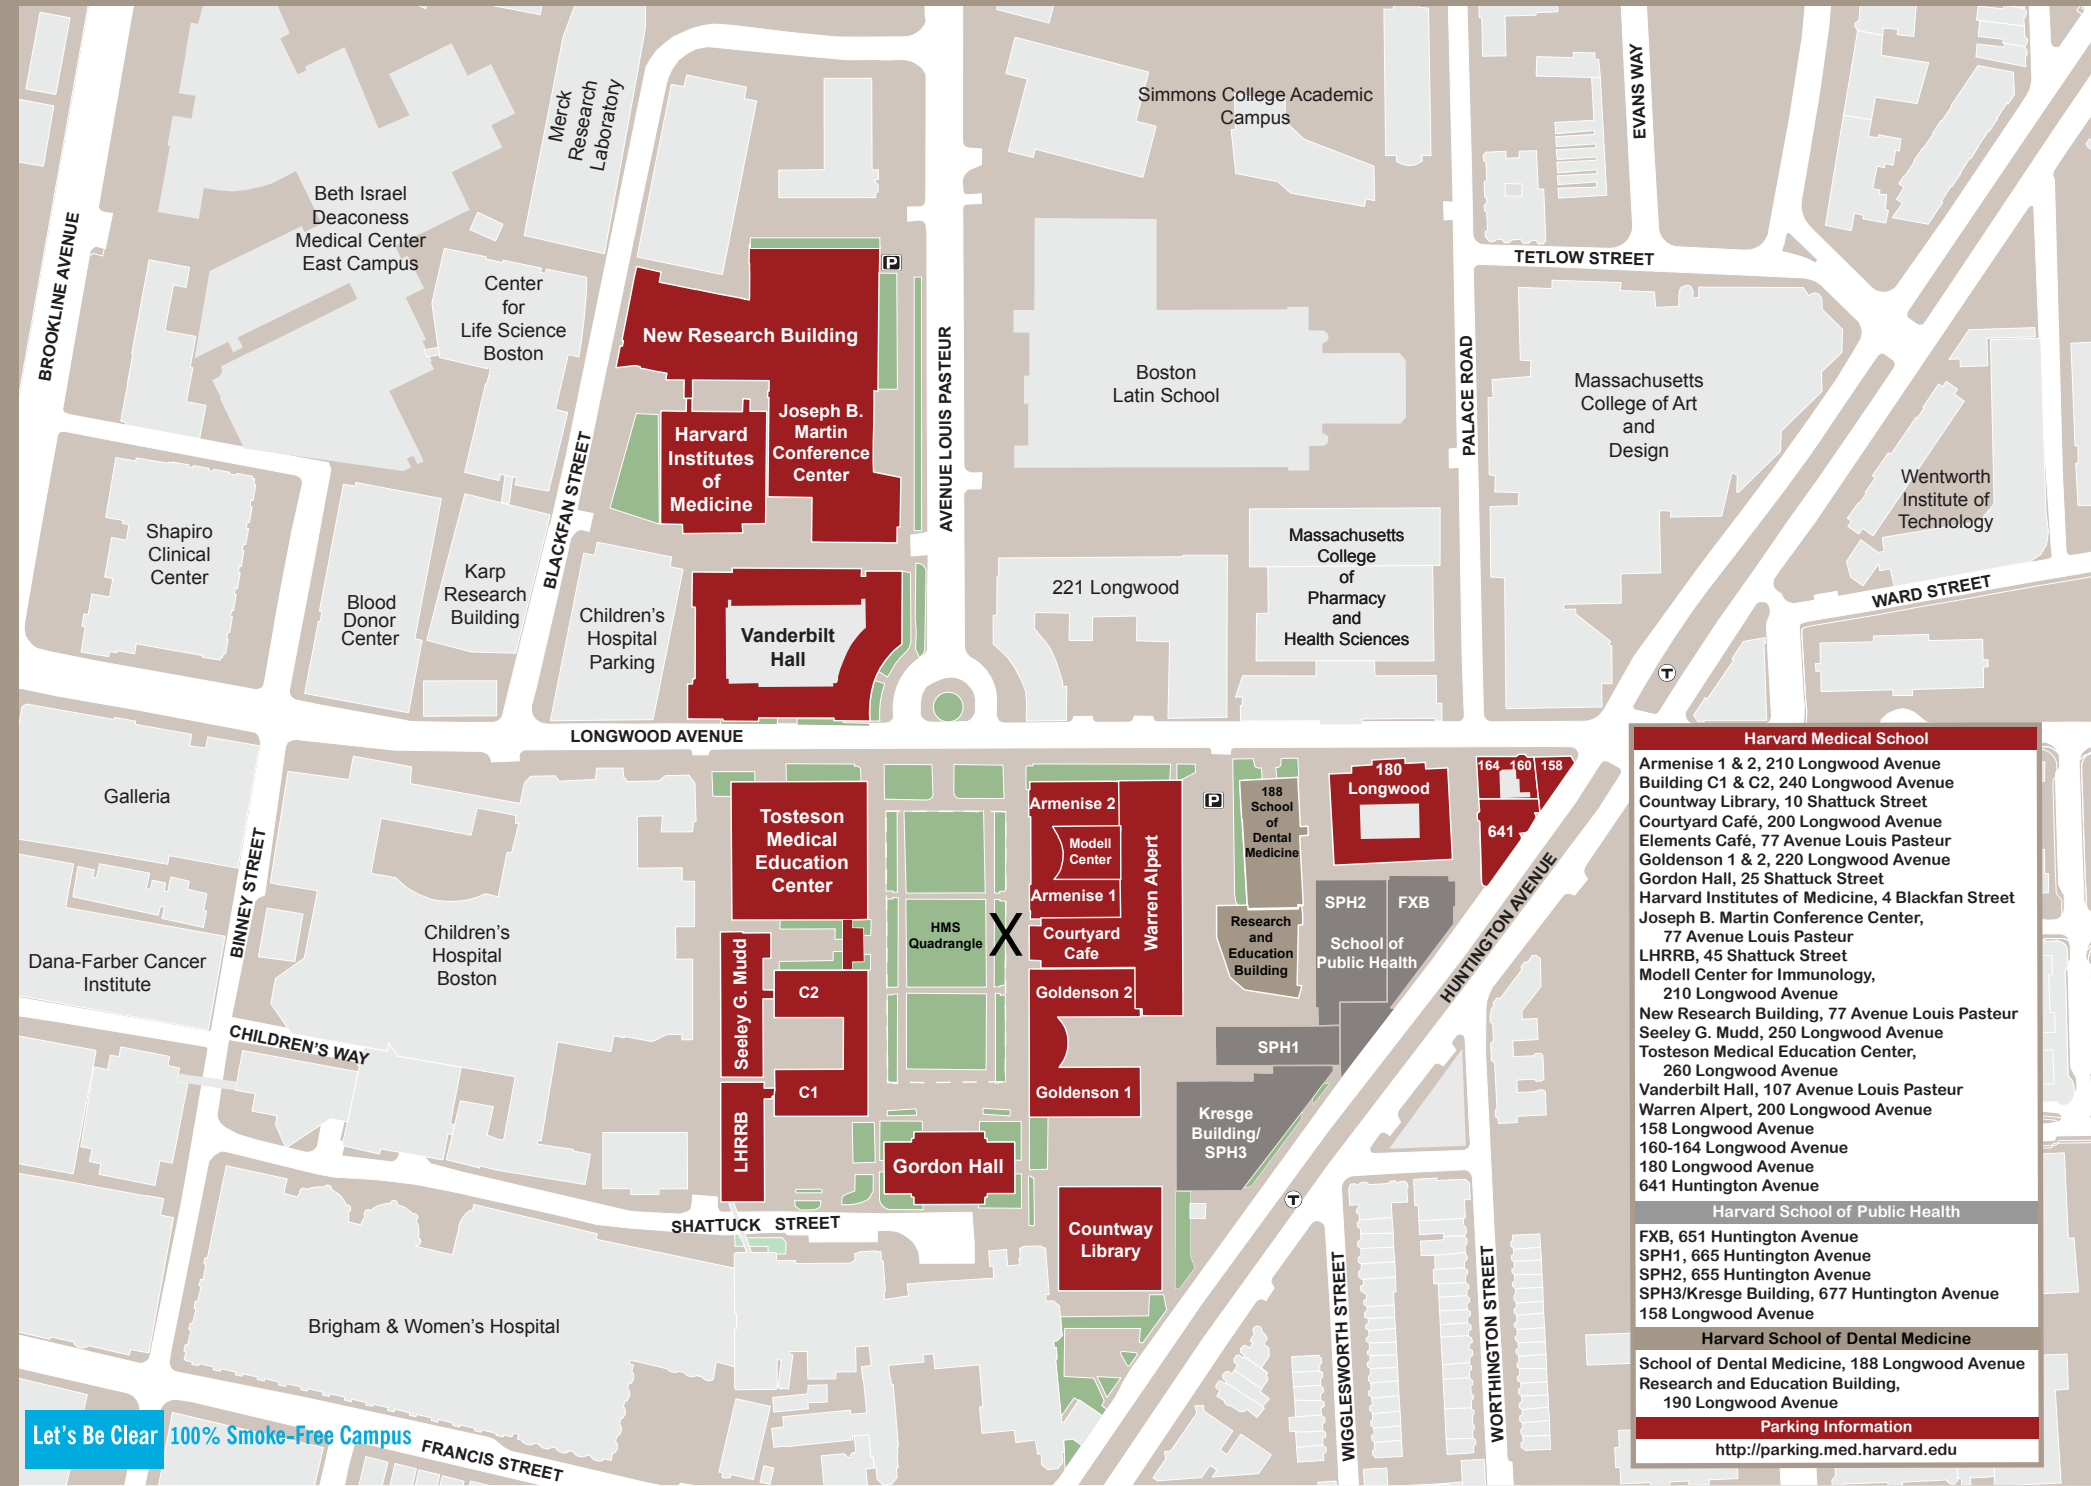 Merck
Research
Laboratory
Simmons College Academic
Campus
EVANS WAY
Beth Israel
Deaconess
Medical Center
East Campus
BROOKLINE AVENUE
Center
for
Life Science
Boston
P
TETLOW STREET
New Research Building
AVENUE LOUIS PASTEUR
PALACE ROAD
Boston
Latin School
Massachusetts
College of Art
and
Design
Joseph B.
Martin
Conference
Center
Harvard
Institutes
of
Medicine
BLACKFAN STREET
Wentworth
Institute of
Technology
Shapiro
Clinical
Center
Blood
Donor
Center
Karp
Research
Building
Children's
Hospital
Parking
Vanderbilt
Hall
221 Longwood
Massachusetts
College
of
Pharmacy
and
Health Sciences
WARD STREET
T
LONGWOOD AVENUE
Galleria
BINNEY STREET
Dana-Farber Cancer
Institute
CHILDREN'S WAY
Children's
Hospital
Boston
Tosteson
Medical
Education
Center
Seeley G. Mudd
C2
C1
LHRRB
HMS
Quadrangle
X
Armenise 2
Modell
Center
Armenise 1
Courtyard
Cafe
Warren Alpert
Goldenson 2
Goldenson 1
Gordon Hall
Countway
Library
P
188
School
of
Dental
Medicine
Research
and
Education
Building
180
Longwood
164 160 158
641
SPH2 FXB
School of
Public Health
SPH1
Kresge
Building/
SPH3
HUNTINGTON AVENUE
T
SHATTUCK STREET
Brigham & Women's Hospital
WIGGLESWORTH STREET
WORTHINGTON STREET
FRANCIS STREET
Let's Be Clear 100% Smoke-Free Campus
Harvard Medical School
Armenise 1 & 2, 210 Longwood Avenue
Building C1 & C2, 240 Longwood Avenue
Countway Library, 10 Shattuck Street
Courtyard Café, 200 Longwood Avenue
Elements Café, 77 Avenue Louis Pasteur
Goldenson 1 & 2, 220 Longwood Avenue
Gordon Hall, 25 Shattuck Street
Harvard Institutes of Medicine, 4 Blackfan Street
Joseph B. Martin Conference Center,
77 Avenue Louis Pasteur
LHRRB, 45 Shattuck Street
Modell Center for Immunology,
210 Longwood Avenue
New Research Building, 77 Avenue Louis Pasteur
Seeley G. Mudd, 250 Longwood Avenue
Tosteson Medical Education Center,
260 Longwood Avenue
Vanderbilt Hall, 107 Avenue Louis Pasteur
Warren Alpert, 200 Longwood Avenue
158 Longwood Avenue
160-164 Longwood Avenue
180 Longwood Avenue
641 Huntington Avenue
Harvard School of Public Health
FXB, 651 Huntington Avenue
SPH1, 665 Huntington Avenue
SPH2, 655 Huntington Avenue
SPH3/Kresge Building, 677 Huntington Avenue
158 Longwood Avenue
Harvard School of Dental Medicine
School of Dental Medicine, 188 Longwood Avenue
Research and Education Building,
190 Longwood Avenue
Parking Information
http://parking.med.harvard.edu